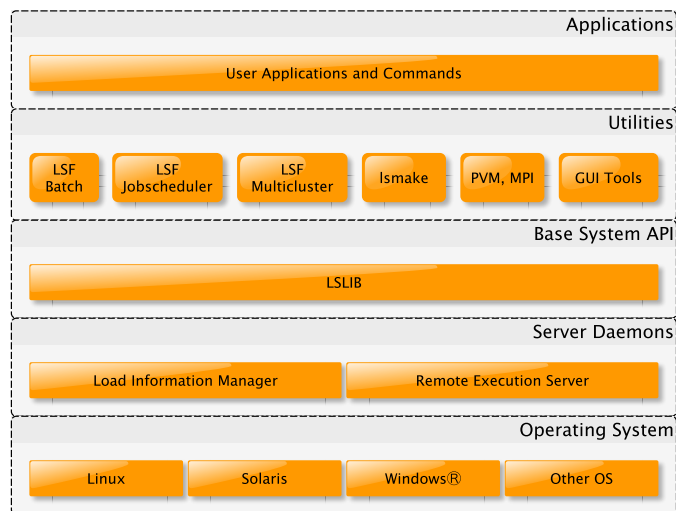 Applications
User Applications and Commands
Utilities
LSF
Batch
LSF
Jobscheduler
LSF
Multicluster
lsmake
PVM, MPI
GUI Tools
Base System API
LSLIB
Server Daemons
Load Information Manager
Remote Execution Server
Operating System
Linux
Solaris
WindowsⓇ
Other OS